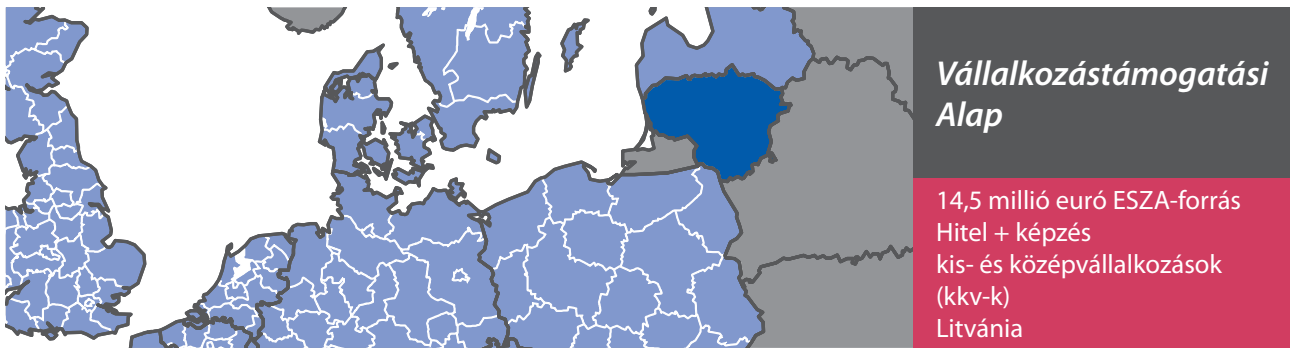 Vállalkozástámogatási
Alap
14,5 millió euró ESZA-forrás
Hitel + képzés
kis- és középvállalkozások
(kkv-k)
Litvánia